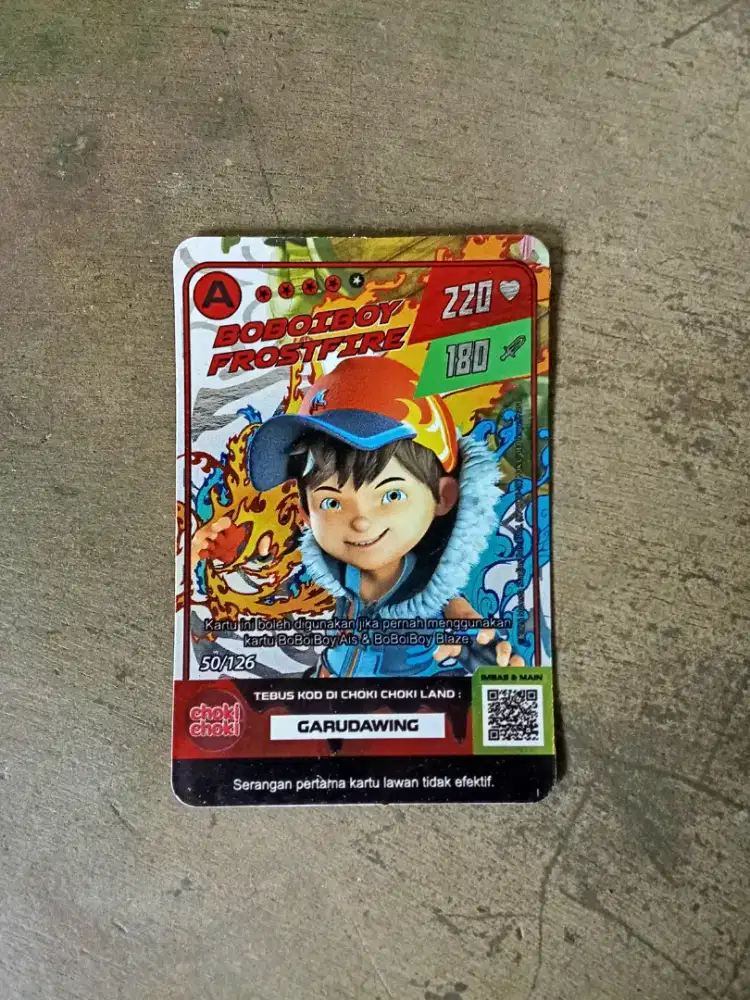 A
BOBOIBOY
FROSTFIRE
220
180
Kartu ini boleh digunakan jika pernah menggunakan
kartu BoBoiBoy Ais & BoBoiBoy Blaze.
50/126
IMBAS & MAIN
TEBUS KOD DI CHOKI CHOKI LAND :
choki
choki
GARUDAWING
Serangan pertama kartu lawan tidak efektif.